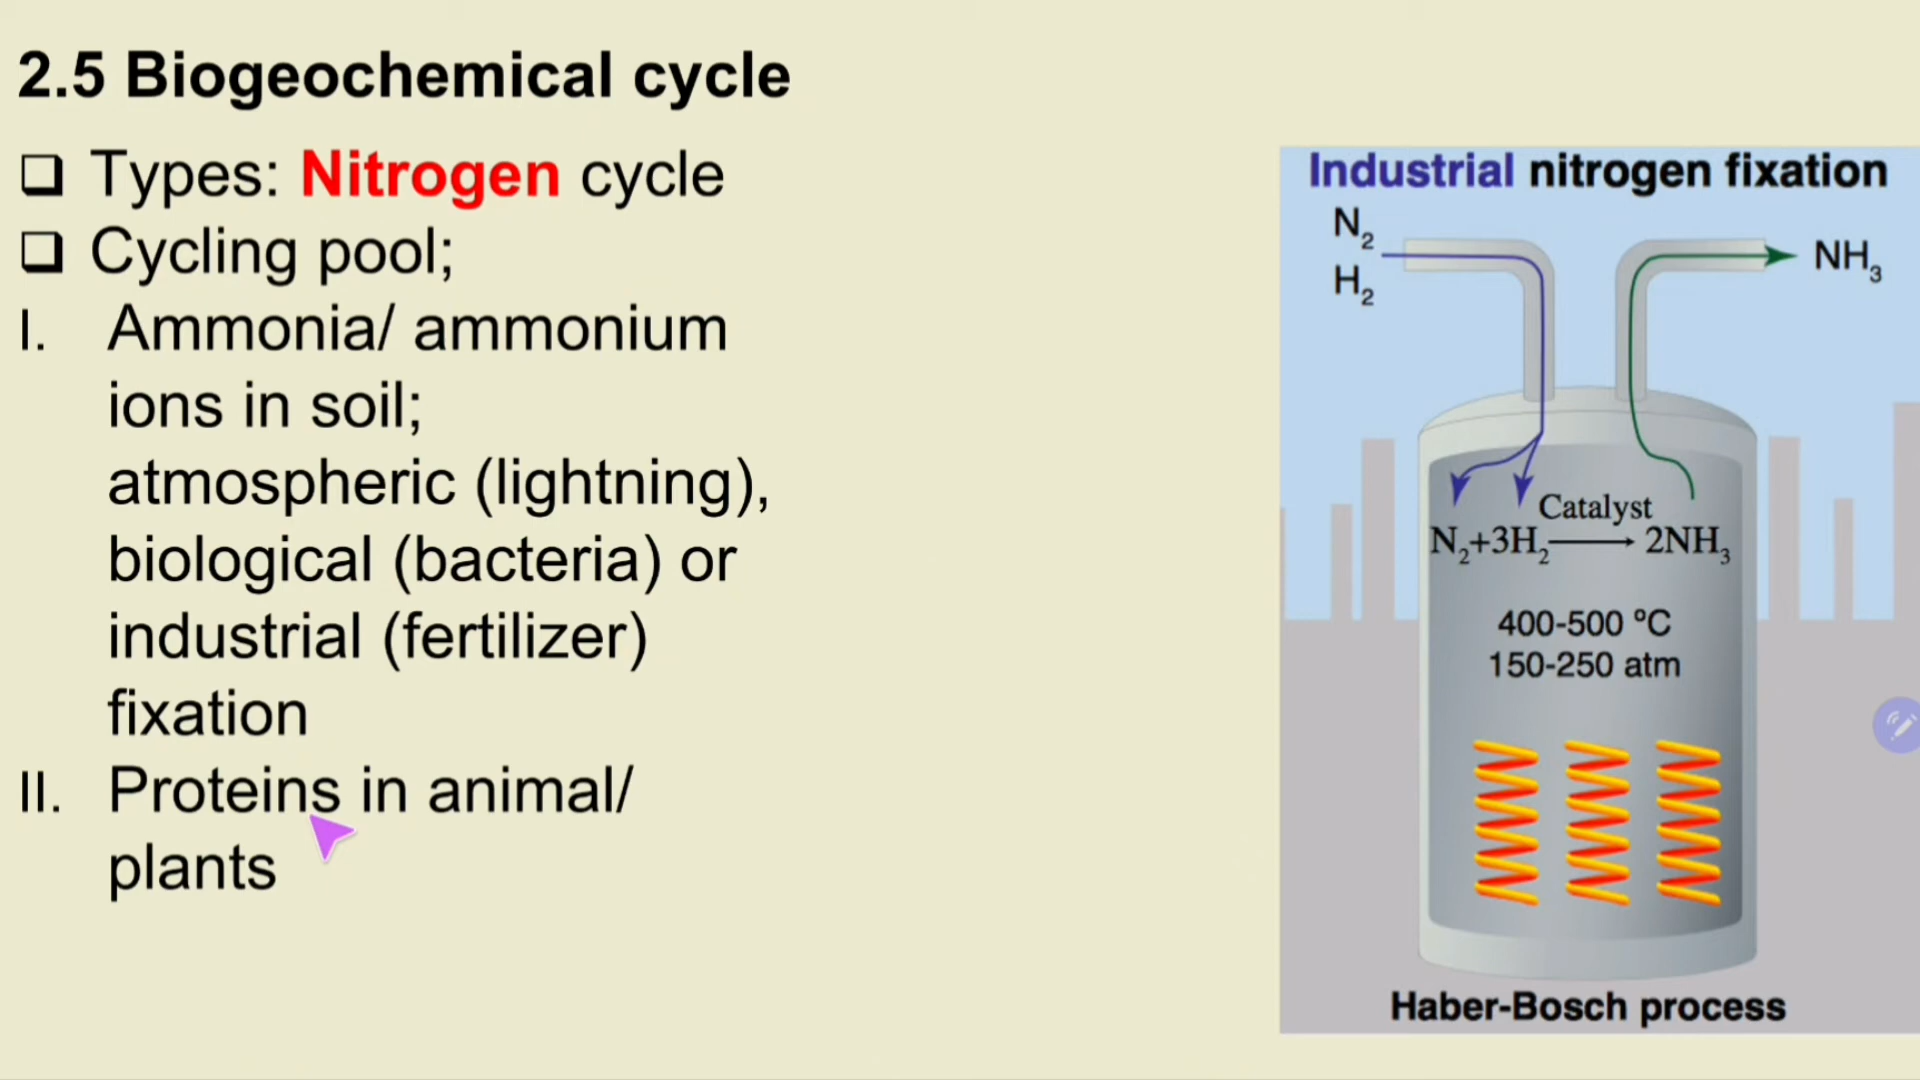 2.5 Biogeochemical cycle
❑ Types: Nitrogen cycle
❑ Cycling pool;
I. Ammonia/ ammonium
ions in soil;
atmospheric (lightning),
biological (bacteria) or
industrial (fertilizer)
fixation
II. Proteins in animal/
plants
Industrial nitrogen fixation
N₂
H₂
NH₃
Catalyst
N₂+3H₂ → 2NH₃
400-500 ºC
150-250 atm
Haber-Bosch process